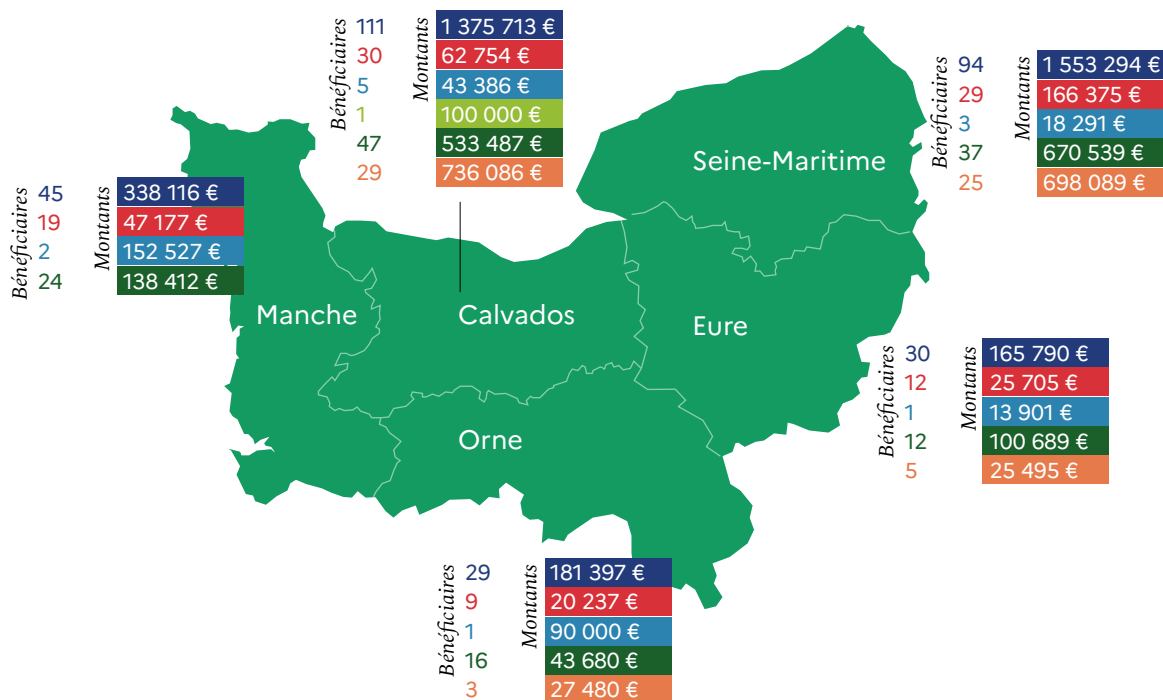 Bénéficiaires
111
30
5
1
47
29
Montants
1 375 713 €
62 754 €
43 386 €
100 000 €
533 487 €
736 086 €
Bénéficiaires
94
29
3
37
25
Montants
1 553 294 €
166 375 €
18 291 €
670 539 €
698 089 €
Seine-Maritime
Bénéficiaires
45
19
2
24
Montants
338 116 €
47 177 €
152 527 €
138 412 €
Manche
Calvados
Eure
Bénéficiaires
30
12
1
12
5
Montants
165 790 €
25 705 €
13 901 €
100 689 €
25 495 €
Orne
Bénéficiaires
29
9
1
16
3
Montants
181 397 €
20 237 €
90 000 €
43 680 €
27 480 €